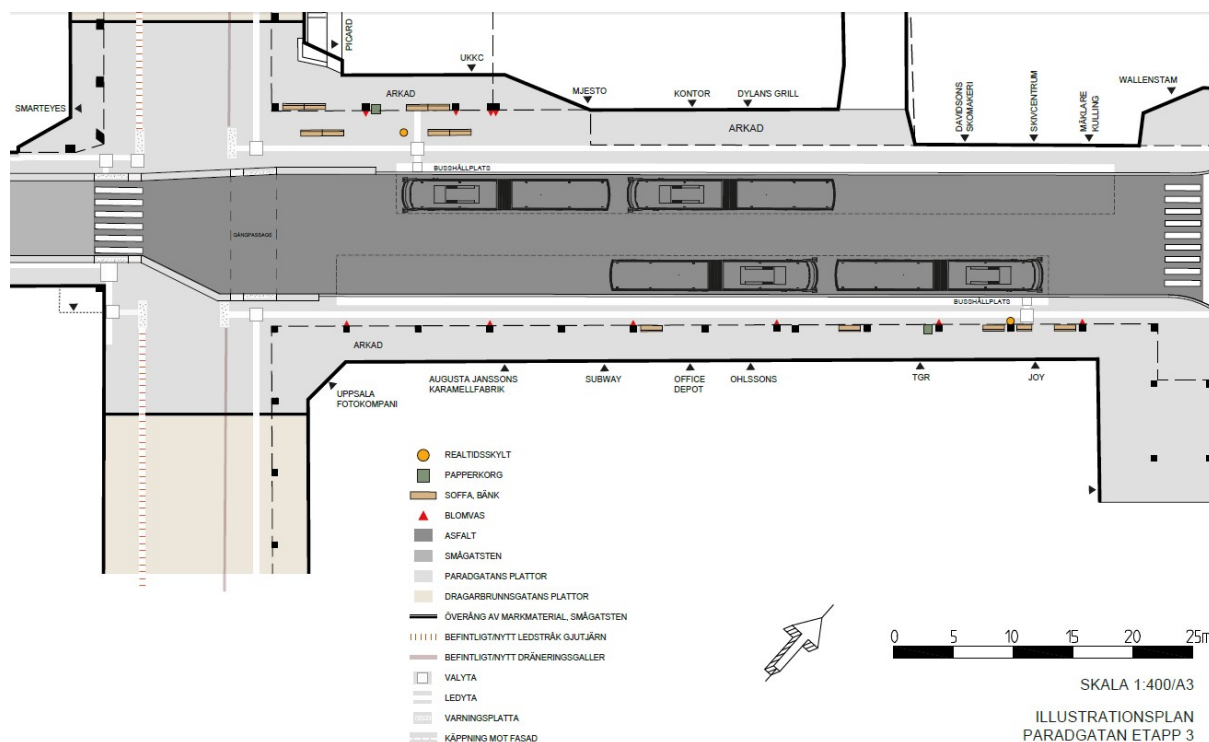 PICARD
UKKC
SMARTEYES
ARKAD
MJESTO
KONTOR
DYLAN'S GRILL
ARKAD
DAVIDSONS
SKOMAKERI
SKIVCENTRUM
MÄKLARE
KULLING
WALLENSTAM
BUSSHÅLLPLATS
GÅNGPASSAGE
BUSSHÅLLPLATS
ARKAD
UPPSALA
FOTOKOMPANI
AUGUSTA JANSSONS
KARAMELLFABRIK
SUBWAY
OFFICE
DEPOT
OHLSSONS
TGR
JOY
REALTIDSSKYLT
PAPPERKORG
SOFFA, BÄNK
BLOMVAS
ASFALT
SMÅGATSTEN
PARADGATANS PLATTOR
DRAGARBRUNNSGATANS PLATTOR
ÖVERÅNG AV MARKMATERIAL, SMÅGATSTEN
BEFINTLIGT/NYTT LEDSTRÅK GJUTJÄRN
BEFINTLIGT/NYTT DRÄNERINGSGALLER
VALYTA
LEDYTA
VARNINGSPLATTA
KÄPPNING MOT FASAD
0 5 10 15 20 25m
SKALA 1:400/A3
ILLUSTRATIONSPLAN
PARADGATAN ETAPP 3